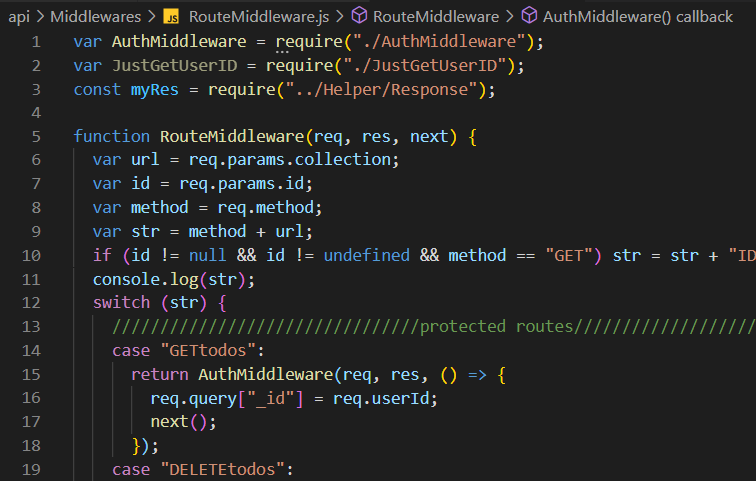 api > Middlewares > JS RouteMiddleware.js > RouteMiddleware > AuthMiddleware() callback
1 var AuthMiddleware = require("./AuthMiddleware");
2 var JustGetUserID = require("./JustGetUserID");
3 const myRes = require("../Helper/Response");
4
5 function RouteMiddleware(req, res, next) {
6 var url = req.params.collection;
7 var id = req.params.id;
8 var method = req.method;
9 var str = method + url;
10 if (id != null && id != undefined && method == "GET") str = str + "ID
11 console.log(str);
12 switch (str) {
13 ////////////////////////////////protected routes///////////////////
14 case "GETtodos":
15 return AuthMiddleware(req, res, () => {
16 req.query["_id"] = req.userId;
17 next();
18 });
19 case "DELETEtodos":